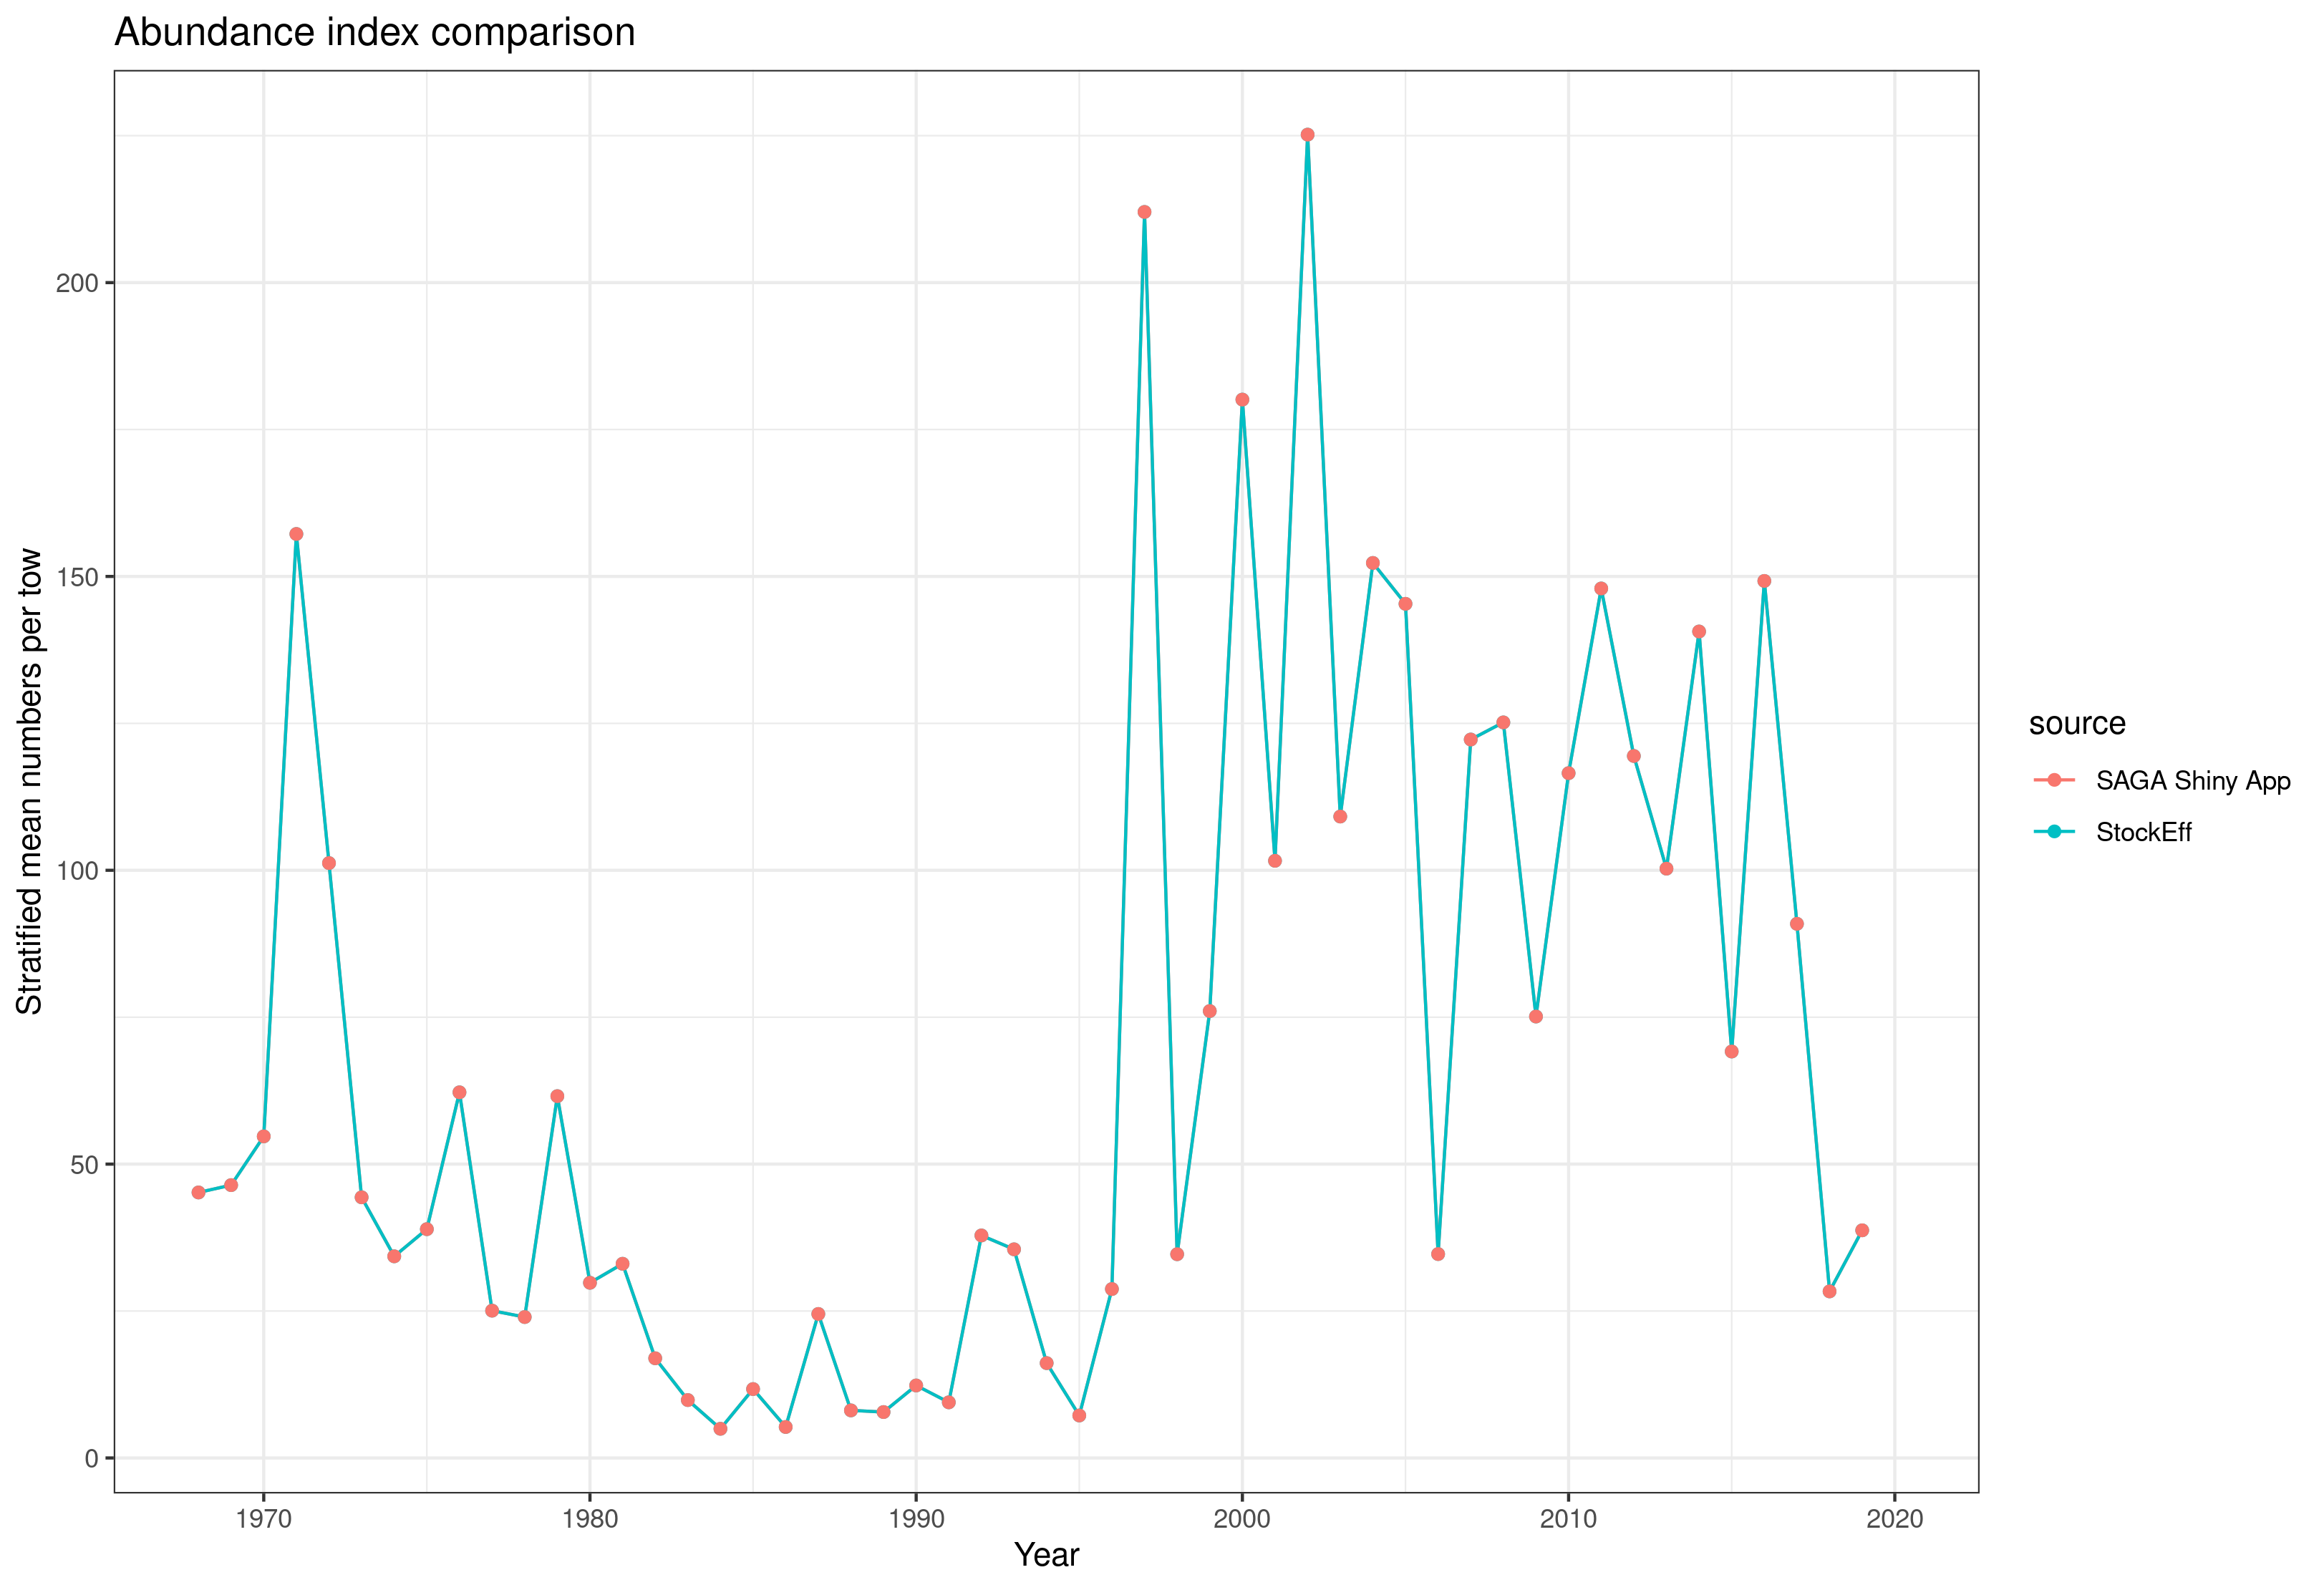 Abundance index comparison
Stratified mean numbers per tow
200
150
100
50
0
1970
1980
1990
2000
2010
2020
Year
source
SAGA Shiny App
StockEff